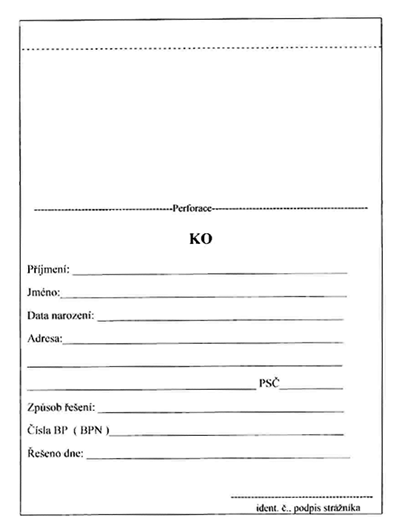 Perforace
KO
Příjmení:
Jméno:
Data narození:
Adresa:
PSČ
Způsob řešení:
Čísla BP ( BPN )
Řešeno dne:
ident. č., podpis strážníka